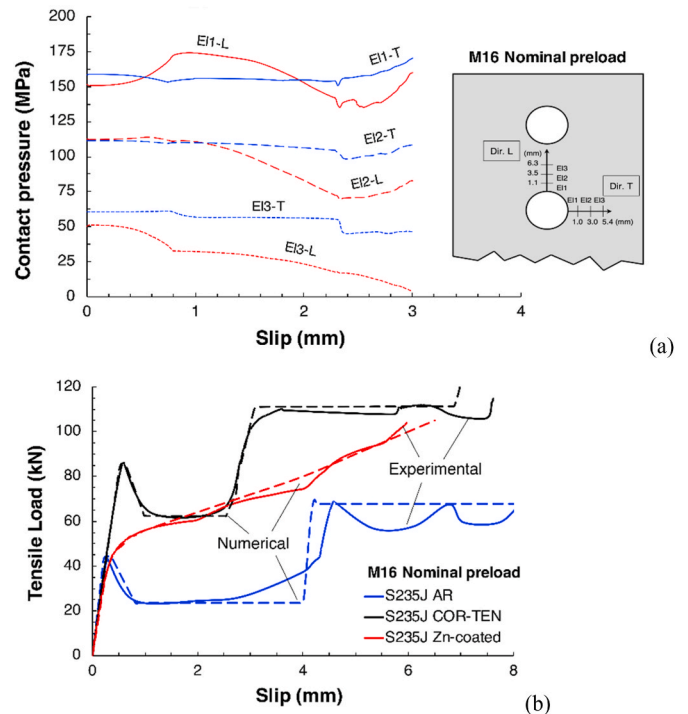 200
175
150
125
100
75
50
25
0
Contact pressure (MPa)
El1-L
El1-T
El2-T
El2-L
El3-T
El3-L
0
1
2
3
4
Slip (mm)
M16 Nominal preload
Dir. L
(mm)
6.3
3.5
1.1
El3
El2
El1
Dir. T
El1 El2 El3
1.0 3.0 5.4 (mm)
(a)
120
100
80
60
40
20
0
Tensile Load (kN)
Experimental
Numerical
M16 Nominal preload
S235J AR
S235J COR-TEN
S235J Zn-coated
0
2
4
6
8
Slip (mm)
(b)